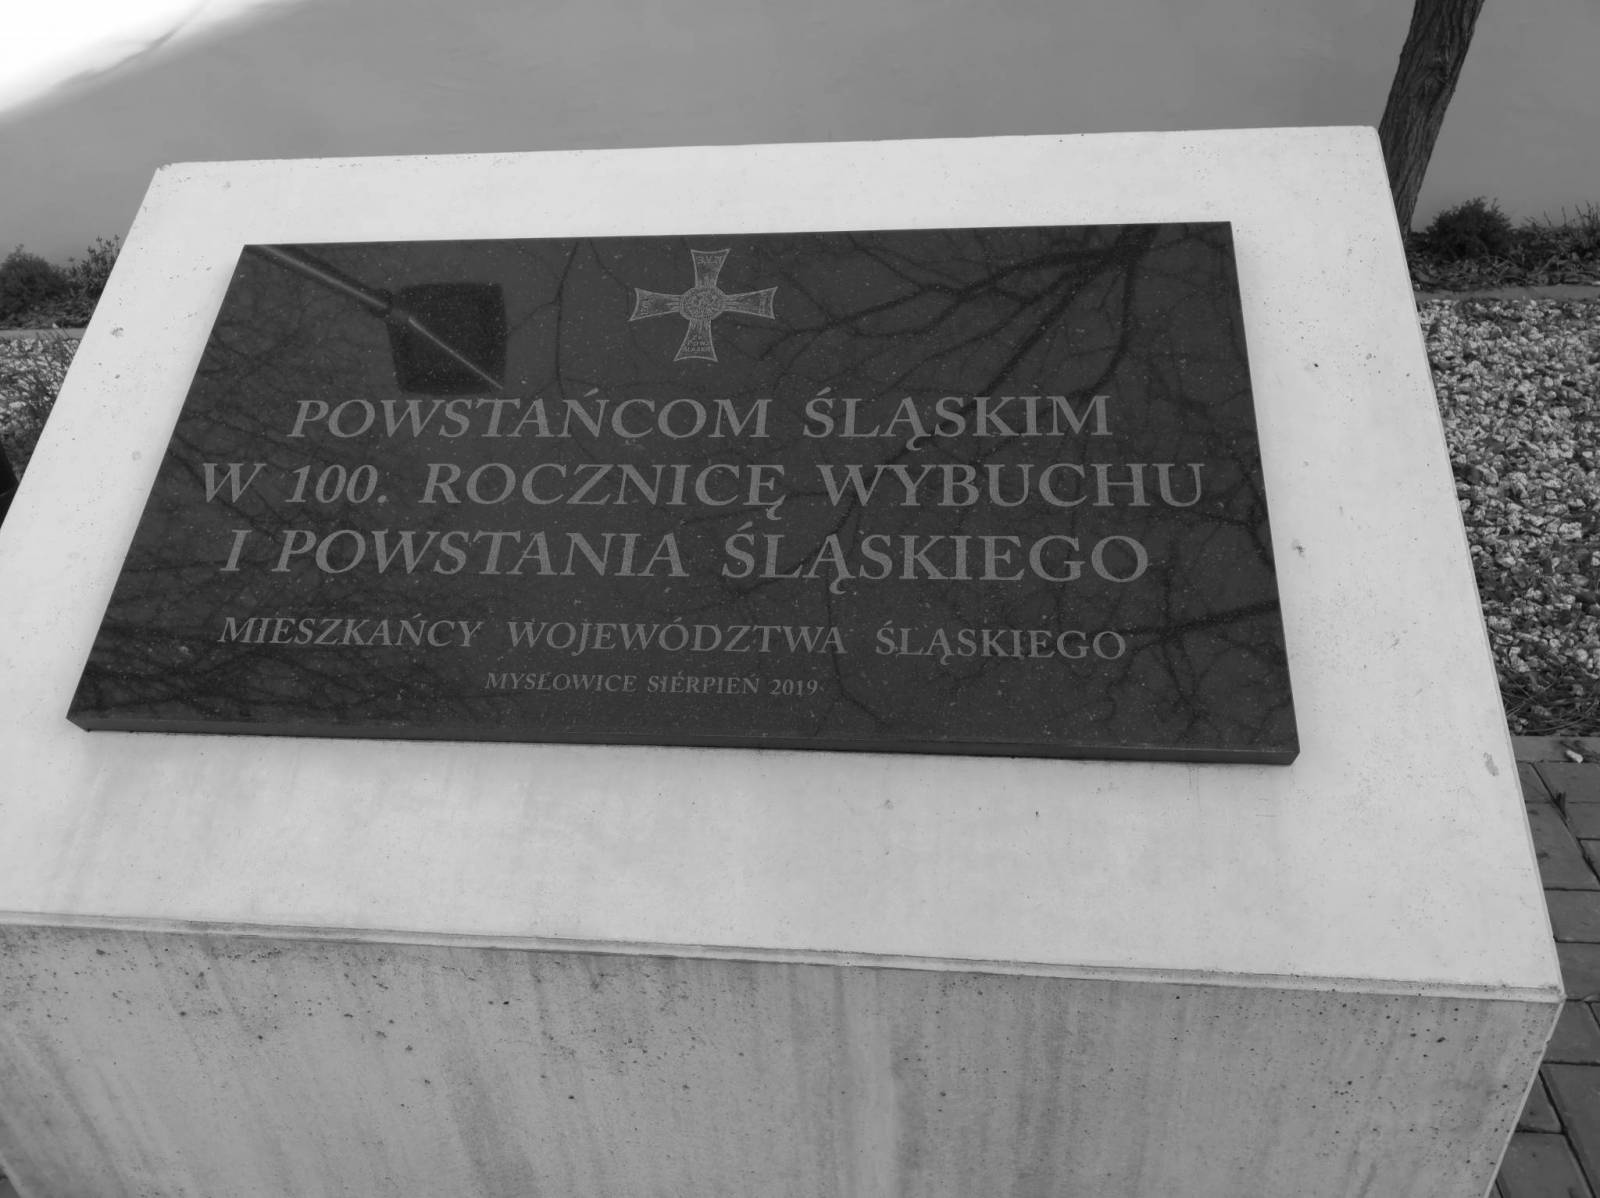 POWSTAŃCOM ŚLĄSKIM
W 100. ROCZNICĘ WYBUCHU
I POWSTANIA ŚLĄSKIEGO
MIESZKAŃCY WOJEWÓDZTWA ŚLĄSKIEGO
MYSŁOWICE SIERPIEŃ 2019